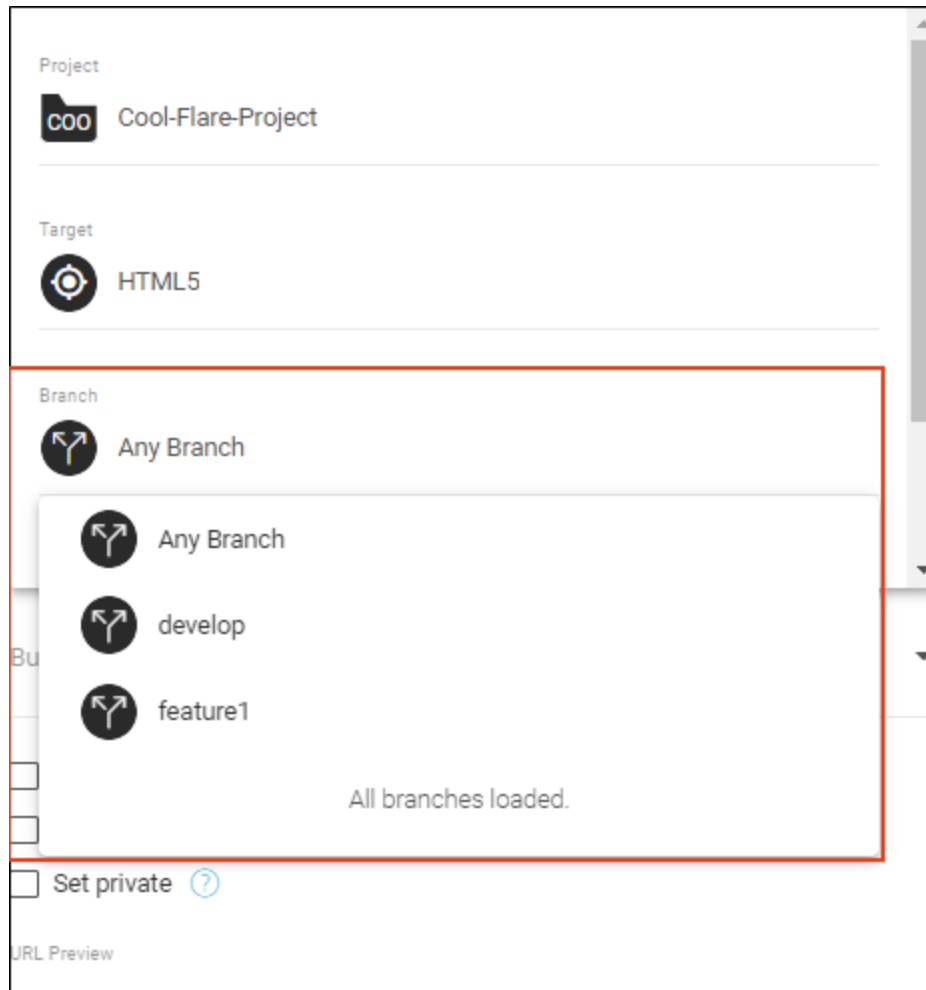 Project
COO Cool-Flare-Project
Target
HTML5
Branch
Any Branch
Any Branch
develop
Bu
feature1
All branches loaded.
Set private ?
URL Preview